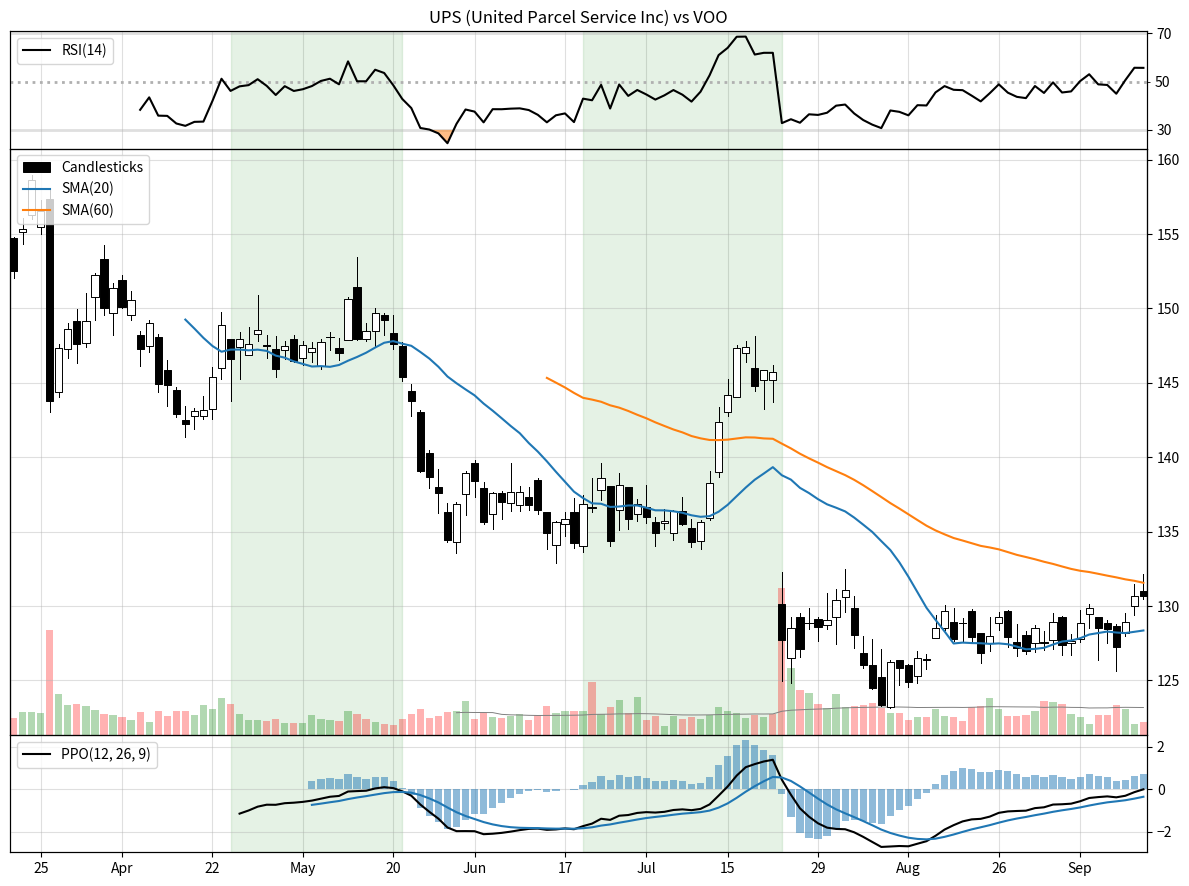 UPS (United Parcel Service Inc) vs VOO
RSI(14)
70
50
30
Candlesticks
SMA(20)
SMA(60)
160
155
150
145
140
135
130
125
PPO(12, 26, 9)
2
0
−2
25 Apr 22 May 20 Jun 17 Jul 15 29 Aug 26 Sep